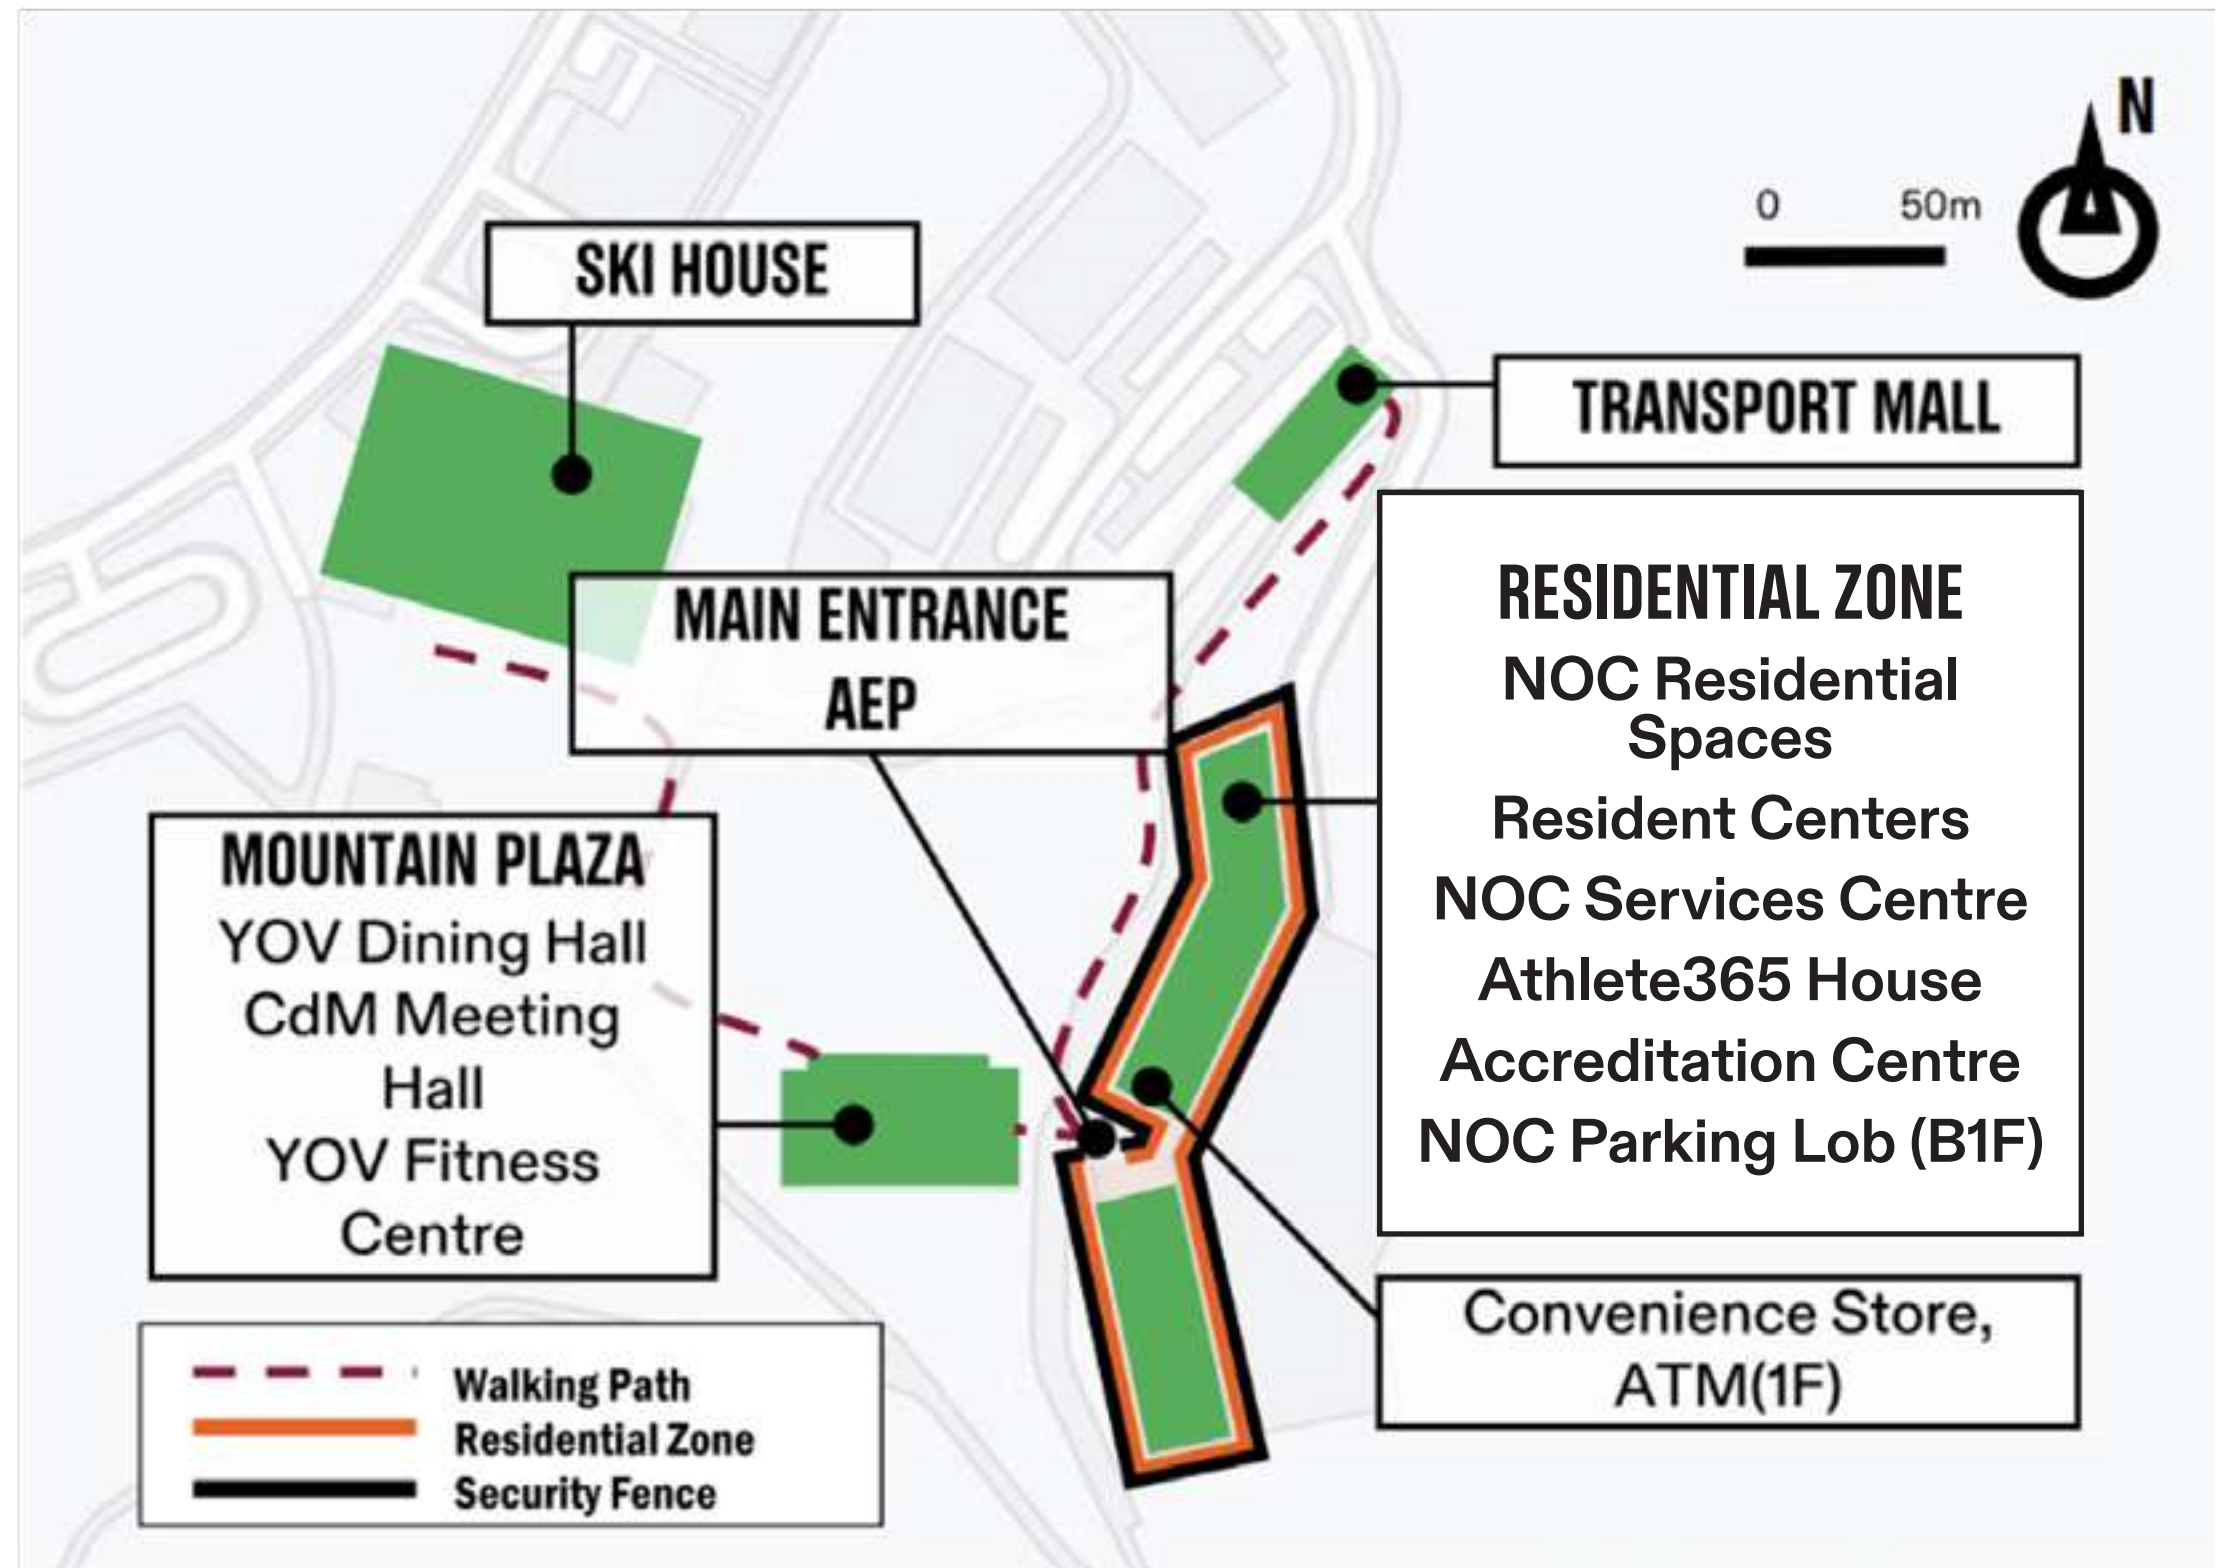 N
0 50m
SKI HOUSE
TRANSPORT MALL
MAIN ENTRANCE
AEP
RESIDENTIAL ZONE
NOC Residential
Spaces
Resident Centers
NOC Services Centre
Athlete365 House
Accreditation Centre
NOC Parking Lob (B1F)
MOUNTAIN PLAZA
YOV Dining Hall
CdM Meeting
Hall
YOV Fitness
Centre
Convenience Store,
ATM(1F)
Walking Path
Residential Zone
Security Fence